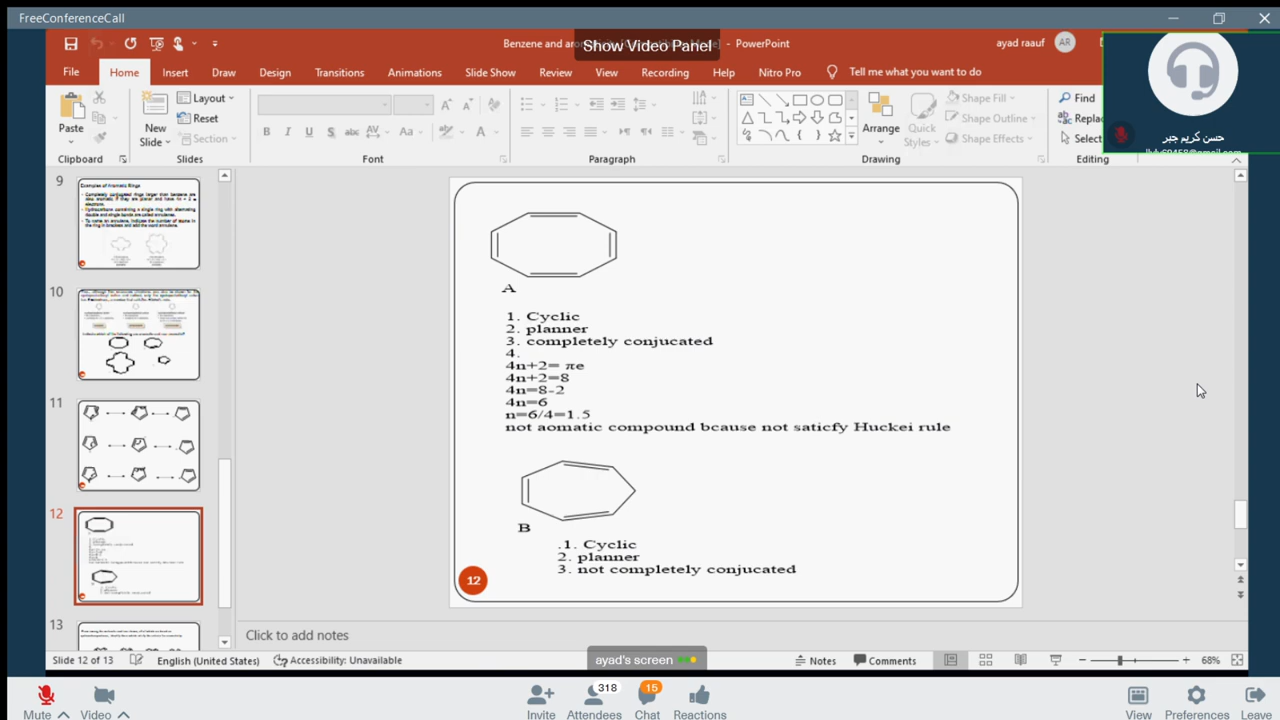 FreeConferenceCall
Show Video Panel
Benzene and aro
- PowerPoint
ayad raauf
AR
File
Home
Insert
Draw
Design
Transitions
Animations
Slide Show
Review
View
Recording
Help
Nitro Pro
Tell me what you want to do
Paste
New
Slide
Layout
Reset
Section
Arrange
Quick
Styles
Shape Fill
Shape Outline
Shape Effects
Find
Replac
Select
Clipboard
Slides
Font
Paragraph
Drawing
Editing
حسن كريم جبر
9
Examples of Aromatic Rings
10
11
12
13
A
1. Cyclic
2. planner
3. completely conjucated
4.
4n+2= πe
4n+2=8
4n=8-2
4n=6
n=6/4=1.5
not aomatic compound bcause not saticfy Huckei rule
B
.1. Cyclic
2. planner
3. not completely conjucated
12
Click to add notes
Slide 12 of 13
English (United States)
Accessibility: Unavailable
ayad's screen
Notes
Comments
68%
Mute
Video
Invite
318
Attendees
15
Chat
Reactions
View
Preferences
Leave